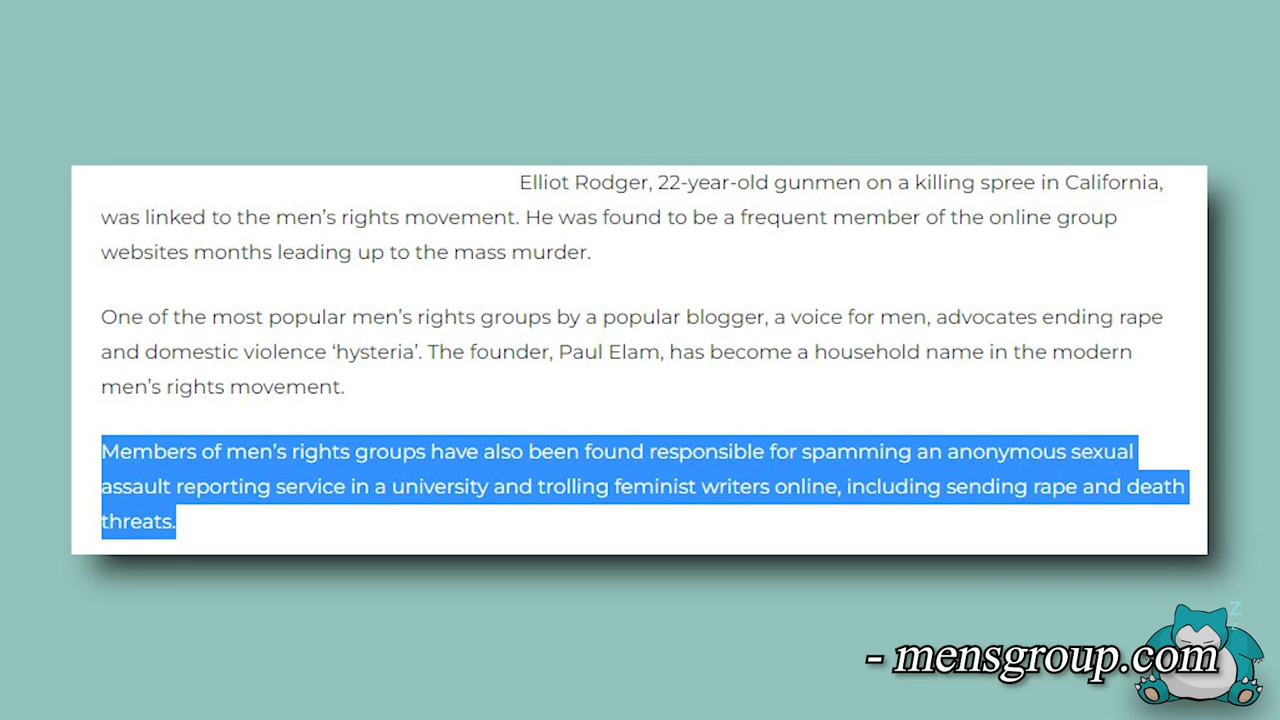 Elliot Rodger, 22-year-old gunmen on a killing spree in California,
was linked to the men's rights movement. He was found to be a frequent member of the online group
websites months leading up to the mass murder.
One of the most popular men's rights groups by a popular blogger, a voice for men, advocates ending rape
and domestic violence ‘hysteria’. The founder, Paul Elam, has become a household name in the modern
men's rights movement.
Members of men's rights groups have also been found responsible for spamming an anonymous sexual
assault reporting service in a university and trolling feminist writers online, including sending rape and death
threats.
Z
z
- mensgroup.com